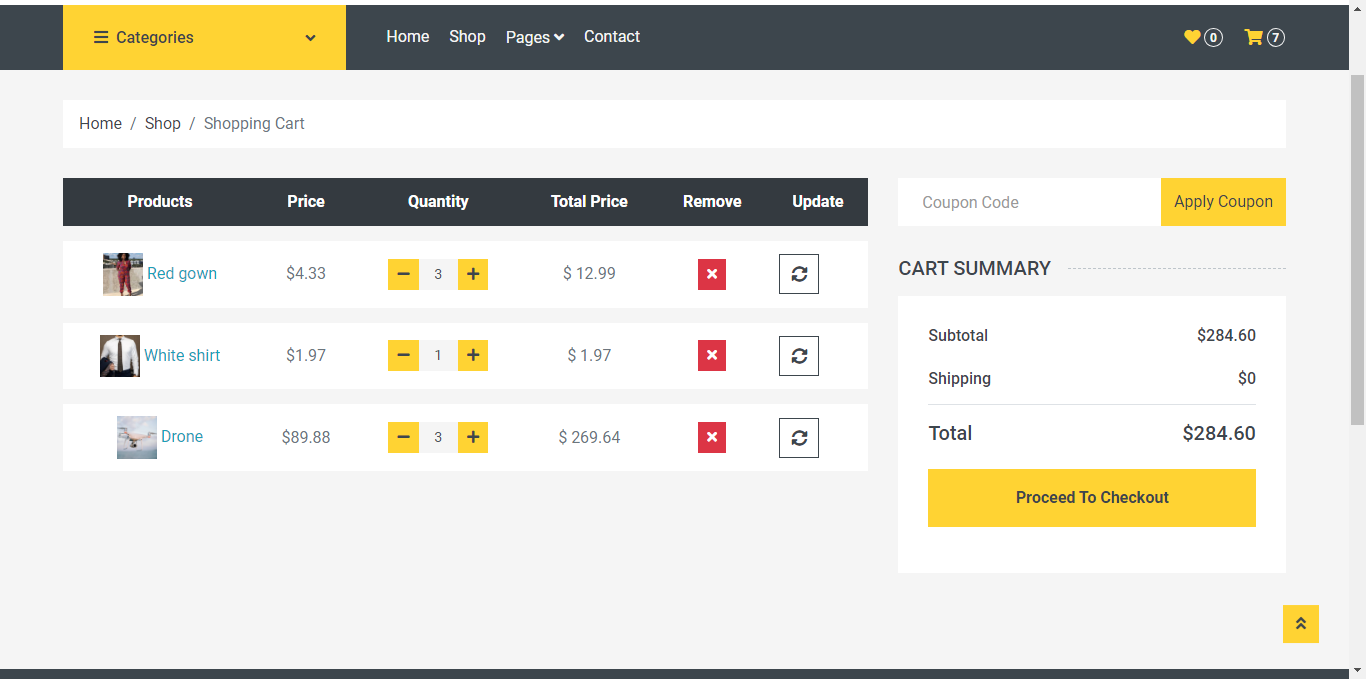 Categories Home Shop Pages Contact 0 7
Home / Shop / Shopping Cart
Products Price Quantity Total Price Remove Update
Red gown $4.33 3 $ 12.99
White shirt $1.97 1 $ 1.97
Drone $89.88 3 $ 269.64
Coupon Code Apply Coupon
CART SUMMARY
Subtotal $284.60
Shipping $0
Total $284.60
Proceed To Checkout